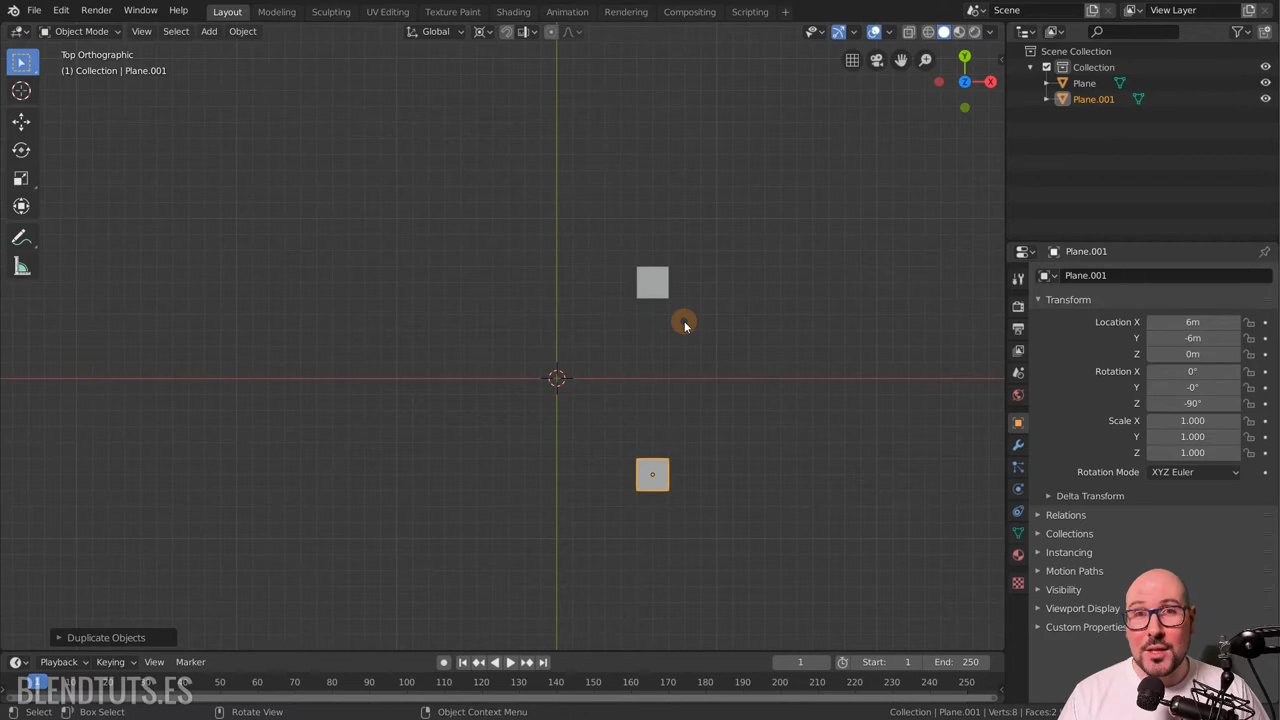 File Edit Render Window Help Layout Modeling Sculpting UV Editing Texture Paint Shading Animation Rendering Compositing Scripting + Scene View Layer
Object Mode View Select Add Object Global
Top Orthographic
(1) Collection | Plane.001
Y
Z
X
Scene Collection
Collection
Plane
Plane.001
Plane.001
Plane.001
Transform
Location X 6m
Y -6m
Z 0m
Rotation X 0°
Y -0°
Z -90°
Scale X 1.000
Y 1.000
Z 1.000
Rotation Mode XYZ Euler
Delta Transform
Relations
Collections
Instancing
Motion Paths
Visibility
Viewport Display
Custom Properties
Duplicate Objects
Playback Keying View Marker 1 Start: 1 End: 250
1 10 20 30 40 50 60 70 80 90 100 110 120 130 140 150 160 170 180 190 200 210 220 230 240 250
BLENDTUTS.ES
Select Box Select Rotate View Object Context Menu Collection | Plane.001 | Verts:8 | Faces:2